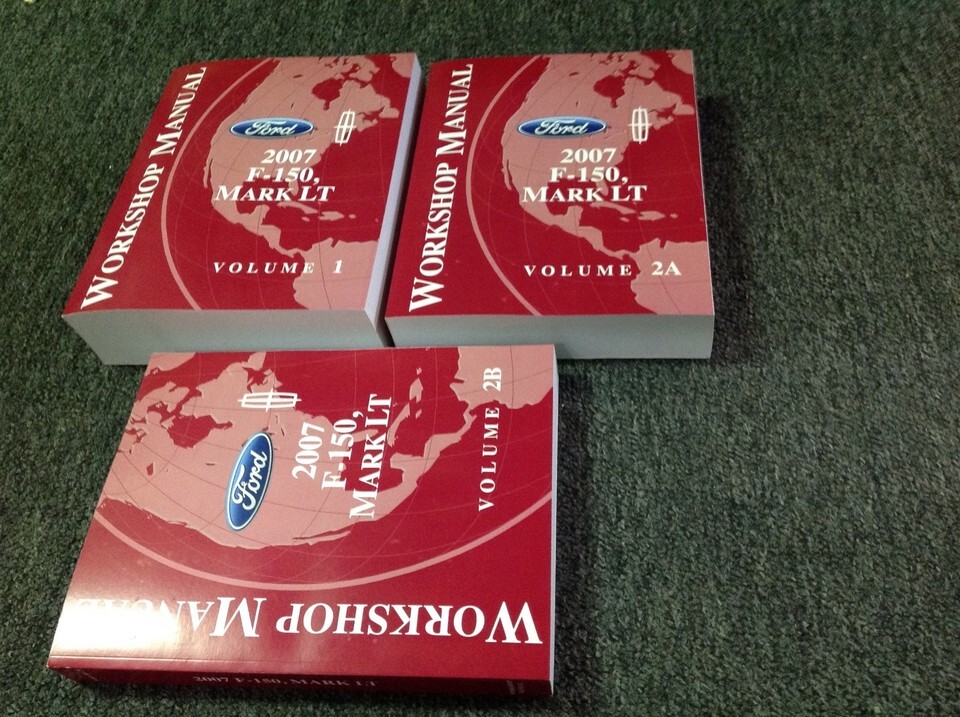 WORKSHOP MANUAL
Ford
2007
F-150,
MARK LT
VOLUME 1
WORKSHOP MANUAL
Ford
2007
F-150,
MARK LT
VOLUME 2A
Ford
2007
F-150,
MARK LT
VOLUME 2B
WORKSHOP MANUAL
2007 F-150, MARK LT